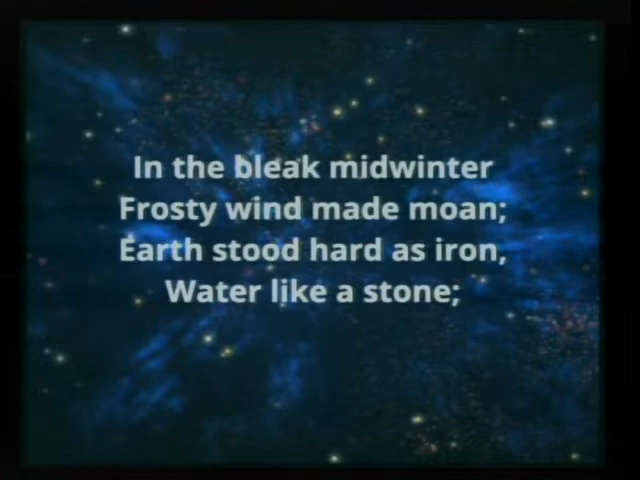 In the bleak midwinter
Frosty wind made moan;
Earth stood hard as iron,
Water like a stone;